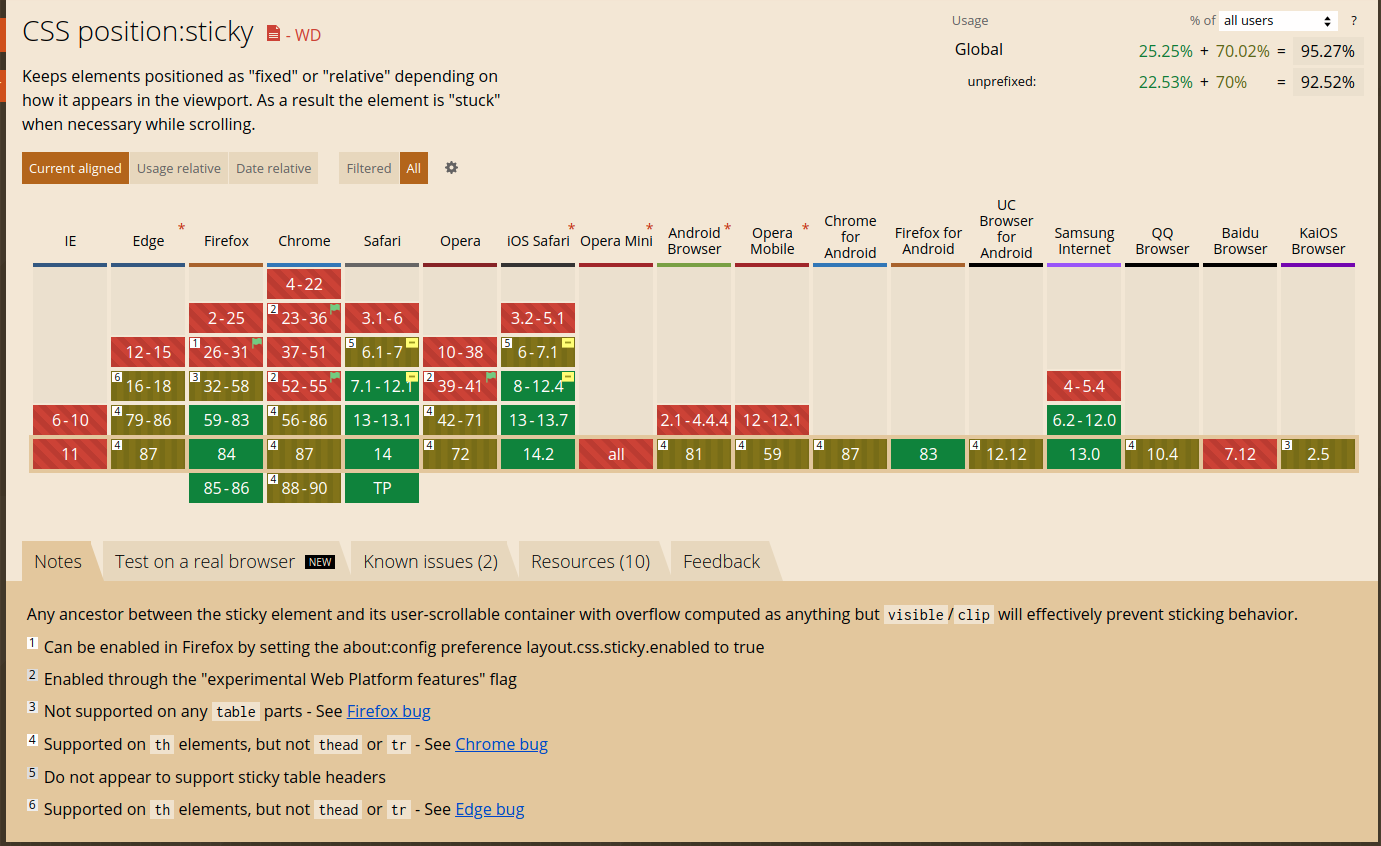 CSS position:sticky - WD
Usage % of all users ?
Global 25.25% + 70.02% = 95.27%
unprefixed: 22.53% + 70% = 92.52%
Keeps elements positioned as "fixed" or "relative" depending on
how it appears in the viewport. As a result the element is "stuck"
when necessary while scrolling.
Current aligned Usage relative Date relative Filtered All
IE Edge * Firefox Chrome Safari Opera iOS Safari * Opera Mini * Android Browser * Opera Mobile * Chrome for Android Firefox for Android UC Browser for Android Samsung Internet QQ Browser Baidu Browser KaiOS Browser
4-22
2-25 2 23-36 3.1-6 3.2-5.1
12-15 1 26-31 37-51 5 6.1-7 10-38 5 6-7.1
6 16-18 3 32-58 2 52-55 7.1-12.1 2 39-41 8-12.4 4-5.4
6-10 4 79-86 59-83 4 56-86 13-13.1 4 42-71 13-13.7 2.1-4.4.4 12-12.1 6.2-12.0
11 4 87 84 4 87 14 4 72 14.2 all 4 81 4 59 4 87 83 4 12.12 13.0 4 10.4 7.12 3 2.5
85-86 4 88-90 TP
Notes Test on a real browser NEW Known issues (2) Resources (10) Feedback
Any ancestor between the sticky element and its user-scrollable container with overflow computed as anything but visible/clip will effectively prevent sticking behavior.
1 Can be enabled in Firefox by setting the about:config preference layout.css.sticky.enabled to true
2 Enabled through the "experimental Web Platform features" flag
3 Not supported on any table parts - See Firefox bug
4 Supported on th elements, but not thead or tr - See Chrome bug
5 Do not appear to support sticky table headers
6 Supported on th elements, but not thead or tr - See Edge bug